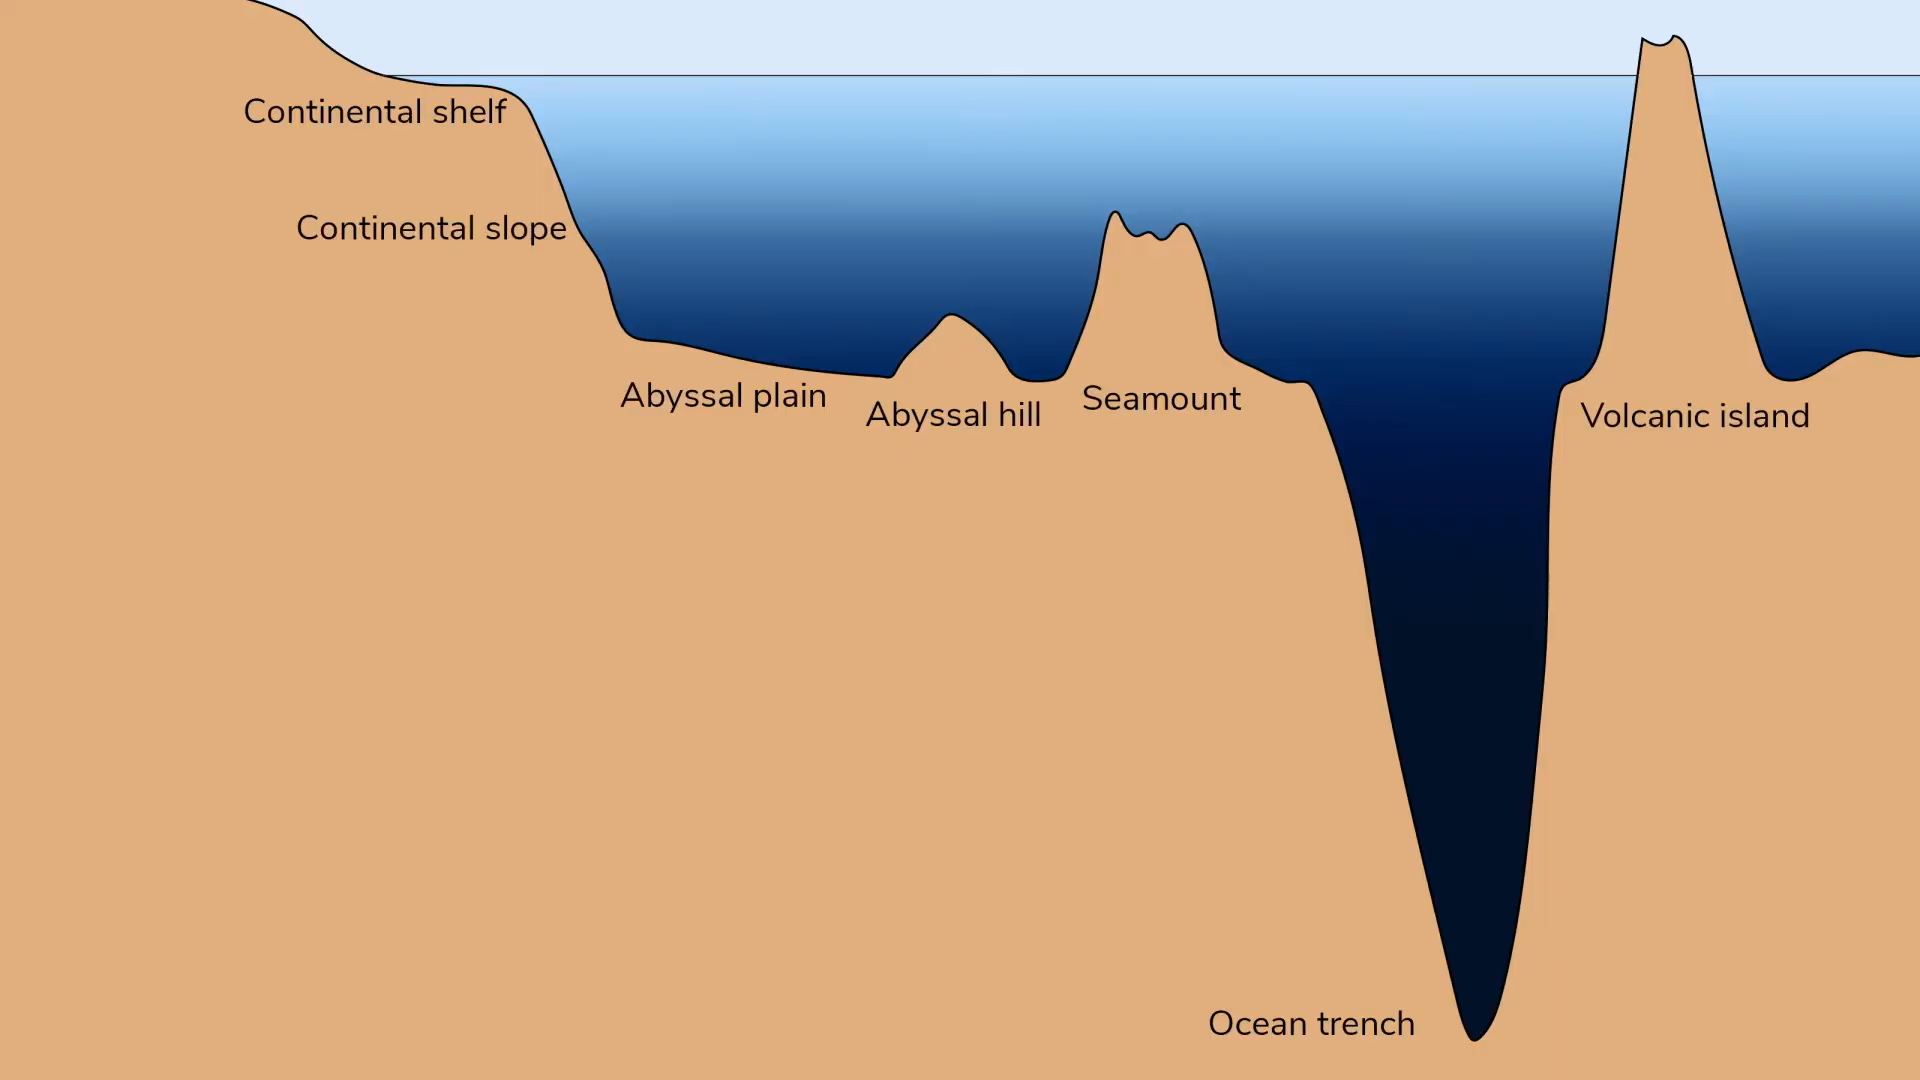 Continental shelf
Continental slope
Abyssal plain
Abyssal hill
Seamount
Volcanic island
Ocean trench